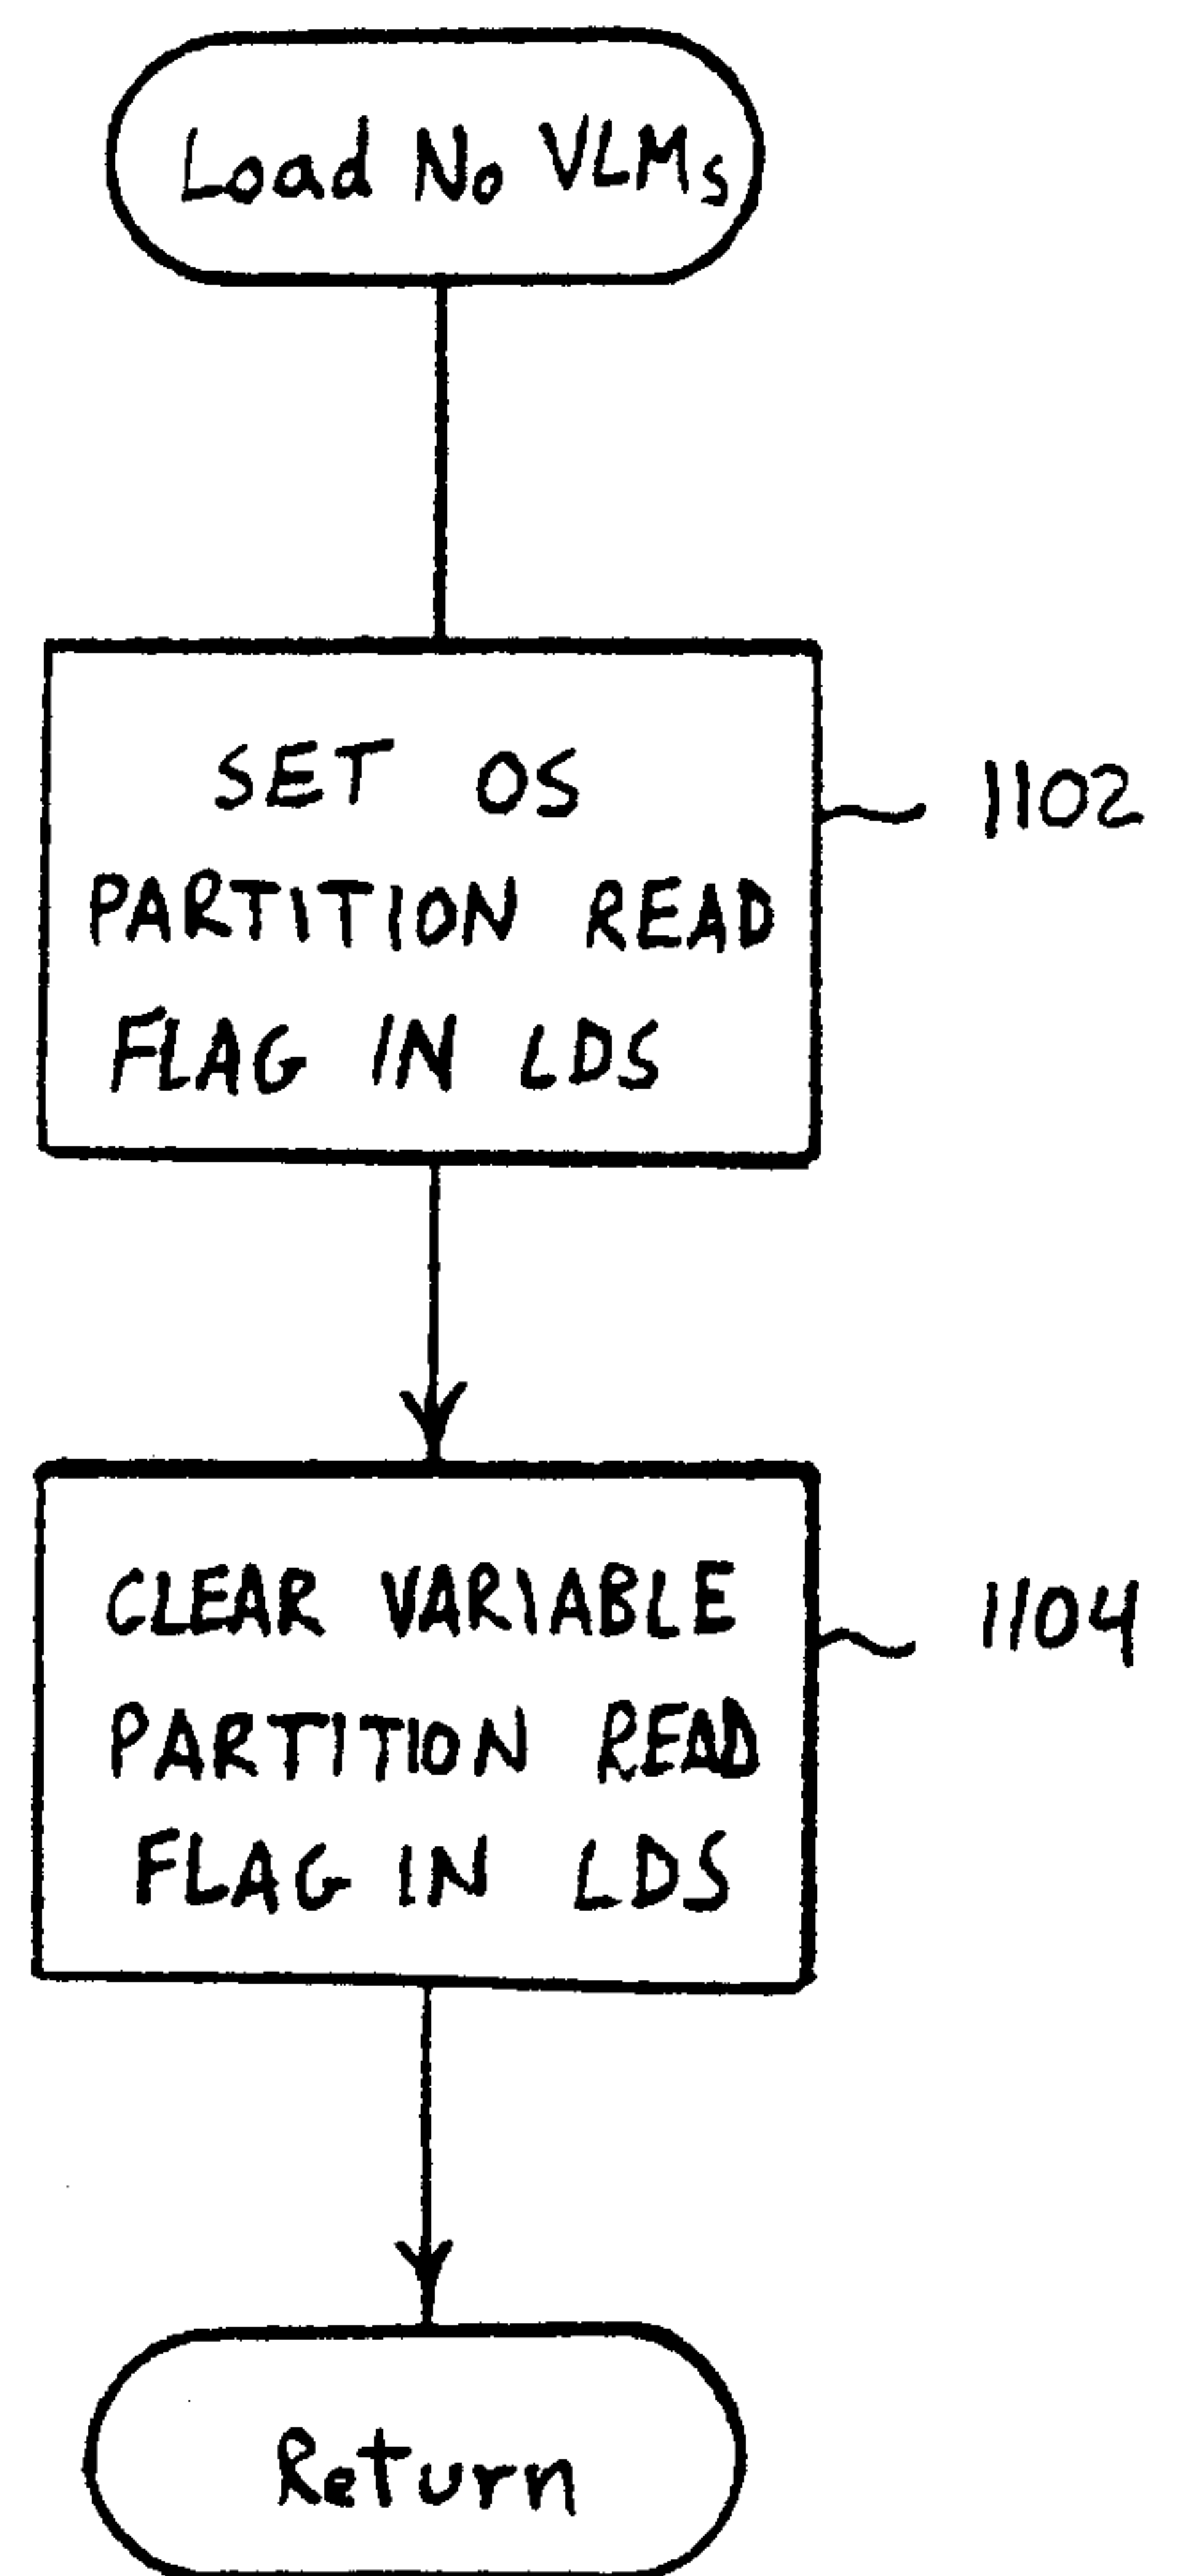 Load No VLMs
SET OS
PARTITION READ
FLAG IN LDS
1102
CLEAR VARIABLE
PARTITION READ
FLAG IN LDS
1104
Return